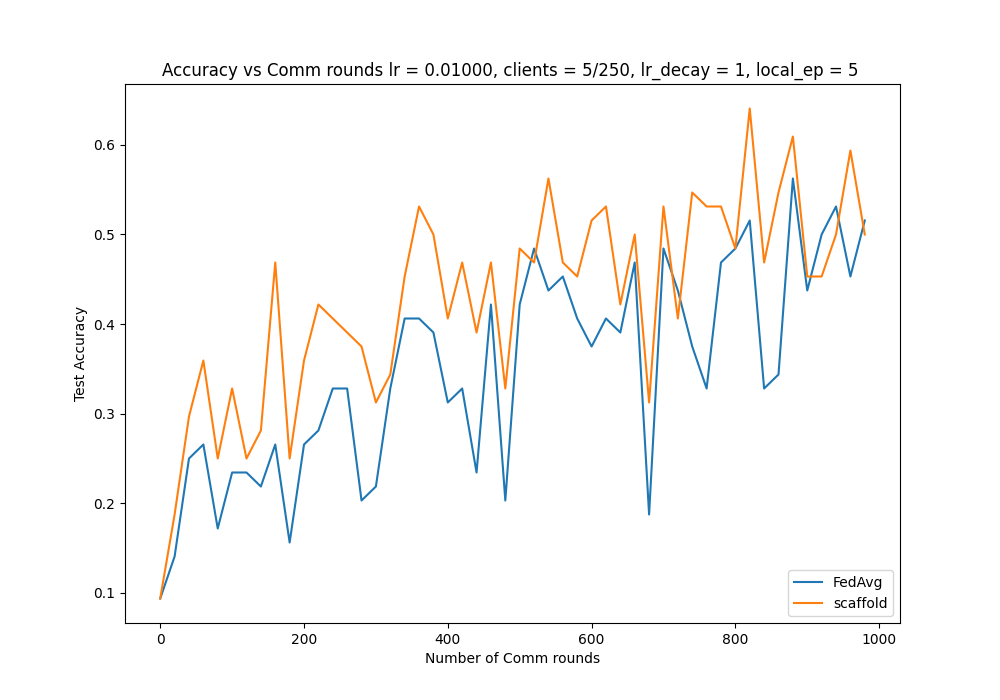 Accuracy vs Comm rounds lr = 0.01000, clients = 5/250, lr_decay = 1, local_ep = 5
Test Accuracy
0.6
0.5
0.4
0.3
0.2
0.1
FedAvg
scaffold
0 200 400 600 800 1000
Number of Comm rounds